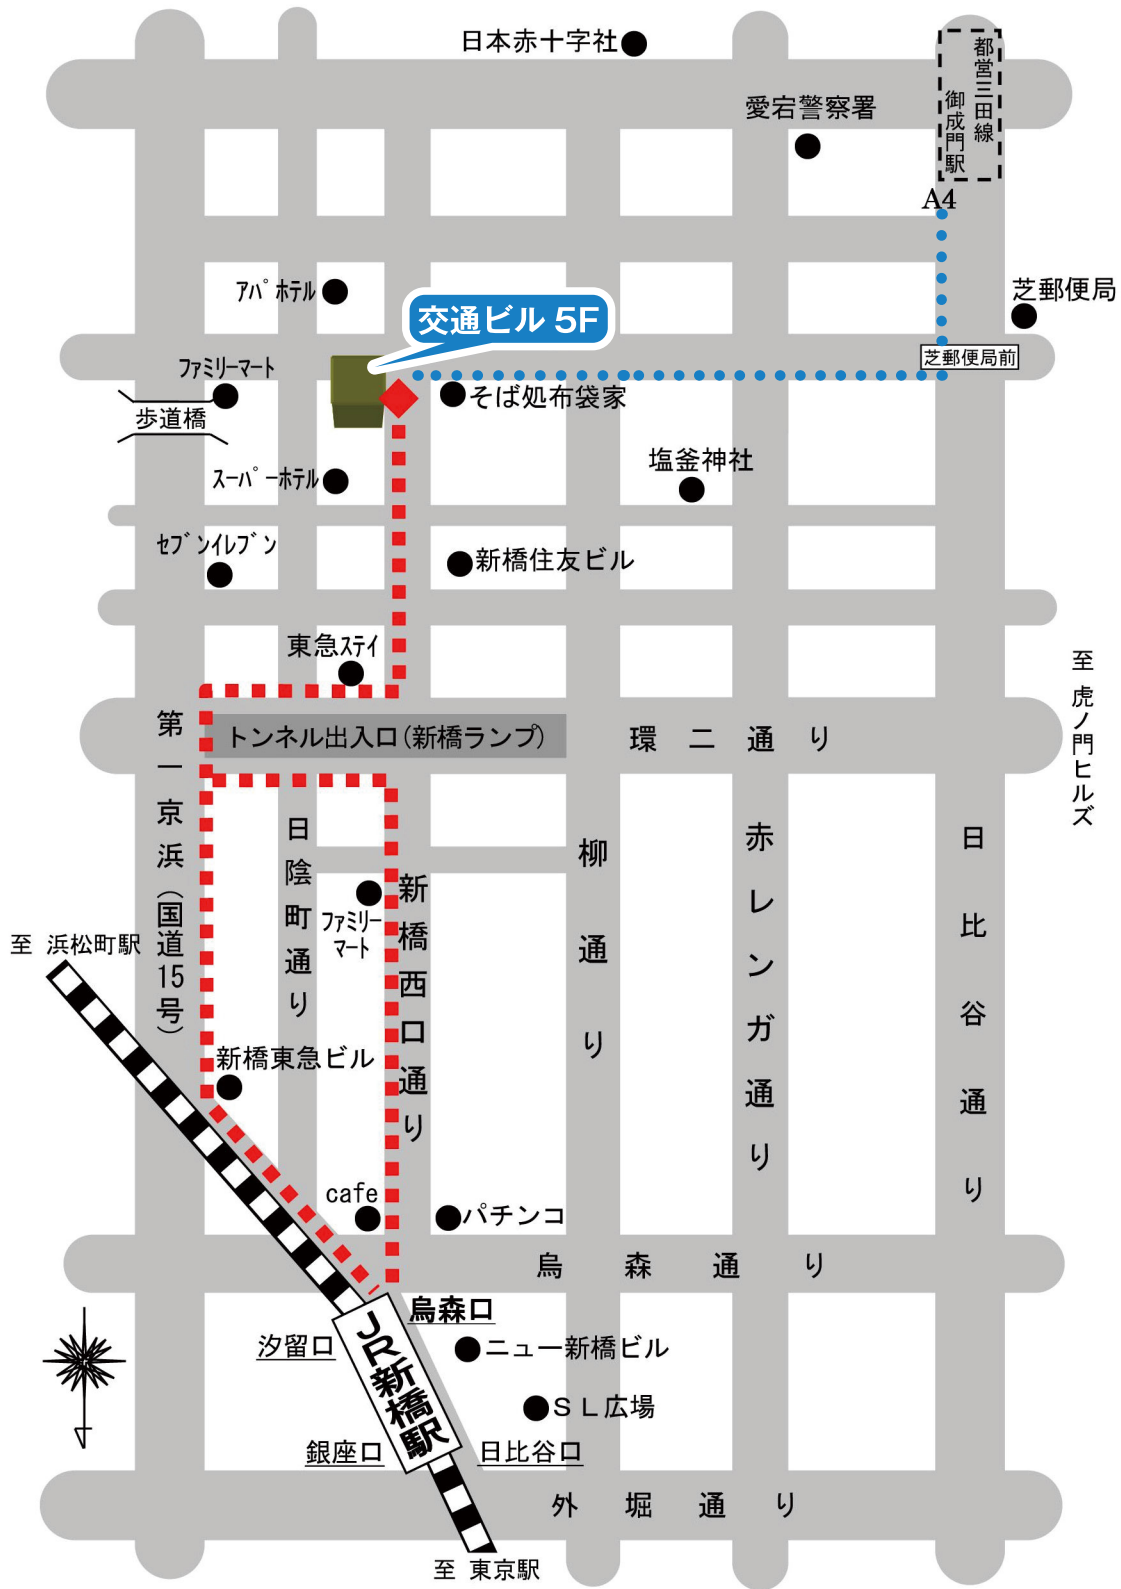 日本赤十字社
都営三田線
御成門駅
愛宕警察署
A4
アパホテル
芝郵便局
交通ビル 5F
芝郵便局前
ファミリーマート
そば処布袋家
歩道橋
塩釜神社
スーパーホテル
セブンイレブン
新橋住友ビル
東急ステイ
至 虎ノ門ヒルズ
第一京浜（国道15号）
トンネル出入口(新橋ランプ)
環二通り
日陰町通り
柳通り
赤レンガ通り
日比谷通り
ファミリー
マート
新橋西口通り
至 浜松町駅
新橋東急ビル
cafe
パチンコ
烏森通り
烏森口
汐留口
JR新橋駅
ニュー新橋ビル
ＳＬ広場
銀座口
日比谷口
外堀通り
至 東京駅